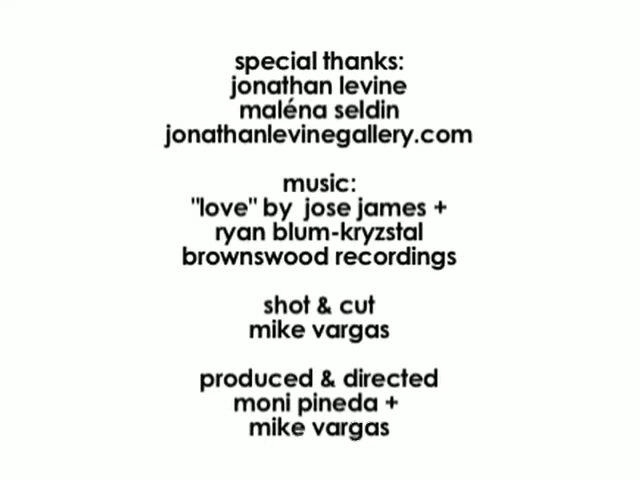 special thanks:
jonathan levine
maléna seldin
jonathanlevinegallery.com
music:
"love" by jose james +
ryan blum-kryzstal
brownswood recordings
shot & cut
mike vargas
produced & directed
moni pineda +
mike vargas